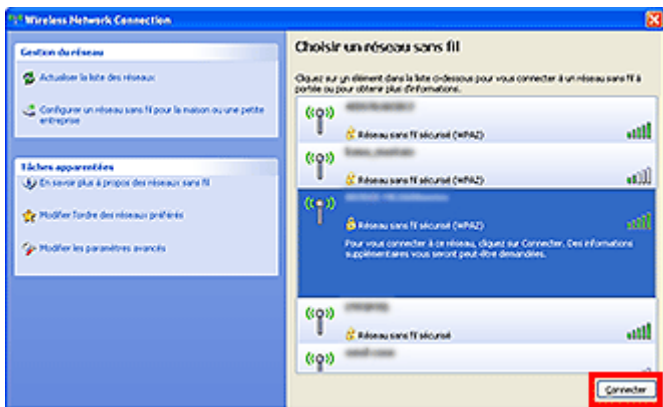 Wireless Network Connection
Gestion du réseau
Actualiser la liste des réseaux
Configurer un réseau sans fil pour la maison ou une petite
entreprise
Tâches apparentées
En savoir plus à propos des réseaux sans fil
Modifier l'ordre des réseaux préférés
Modifier les paramètres avancés
Choisir un réseau sans fil
Cliquez sur un élément dans la liste ci-dessous pour vous connecter à un réseau sans fil à
portée ou pour obtenir plus d'informations.
Réseau sans fil sécurisé (WPA2)
Réseau sans fil sécurisé (WPA2)
Réseau sans fil sécurisé (WPA2)
Pour vous connecter à ce réseau, cliquez sur Connecter. Des informations
supplémentaires vous seront peut-être demandées.
Réseau sans fil sécurisé
Connecter